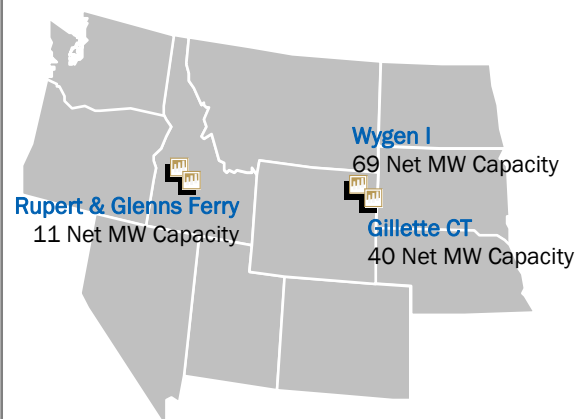 Wygen I
69 Net MW Capacity
Rupert & Glenns Ferry
11 Net MW Capacity
Gillette CT
40 Net MW Capacity